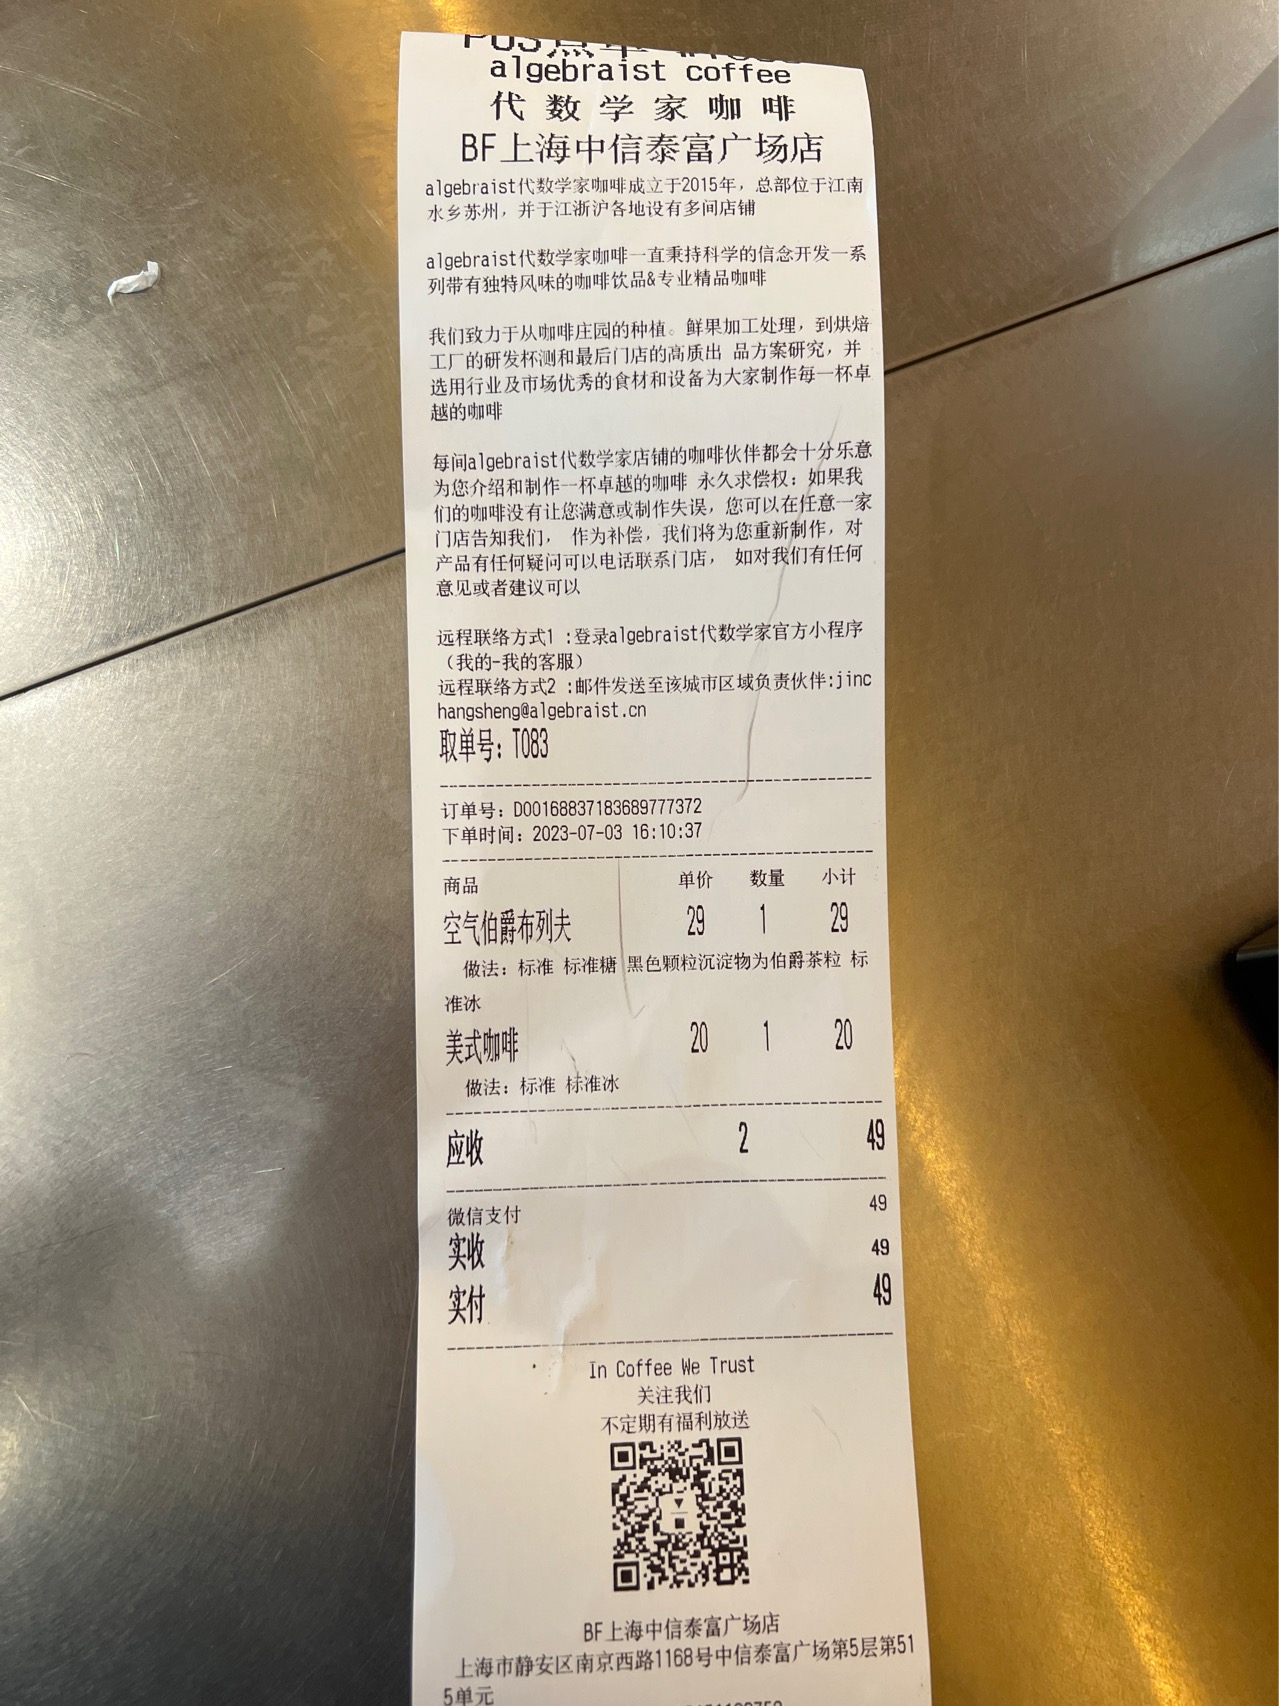 POS点单
algebraist coffee
代数学家咖啡
BF上海中信泰富广场店
algebraist代数学家咖啡成立于2015年，总部位于江南
水乡苏州，并于江浙沪各地设有多间店铺
algebraist代数学家咖啡一直秉持科学的信念开发一系
列带有独特风味的咖啡饮品&专业精品咖啡
我们致力于从咖啡庄园的种植。鲜果加工处理，到烘焙
工厂的研发杯测和最后门店的高质出 品方案研究，并
选用行业及市场优秀的食材和设备为大家制作每一杯卓
越的咖啡
每间algebraist代数学家店铺的咖啡伙伴都会十分乐意
为您介绍和制作一杯卓越的咖啡 永久求偿权：如果我
们的咖啡没有让您满意或制作失误，您可以在任意一家
门店告知我们， 作为补偿，我们将为您重新制作，对
产品有任何疑问可以电话联系门店， 如对我们有任何
意见或者建议可以
远程联络方式1 :登录algebraist代数学家官方小程序
（我的-我的客服）
远程联络方式2 :邮件发送至该城市区域负责伙伴:jinc
hangsheng@algebraist.cn
取单号：T083
订单号：D00168837183689777372
下单时间：2023-07-03 16:10:37
商品 单价 数量 小计
空气伯爵布列夫 29 1 29
做法：标准 标准糖 黑色颗粒沉淀物为伯爵茶粒 标
准冰
美式咖啡 20 1 20
做法：标准 标准冰
应收 2 49
微信支付 49
实收 49
实付 49
In Coffee We Trust
关注我们
不定期有福利放送
BF上海中信泰富广场店
上海市静安区南京西路1168号中信泰富广场第5层第51
5单元